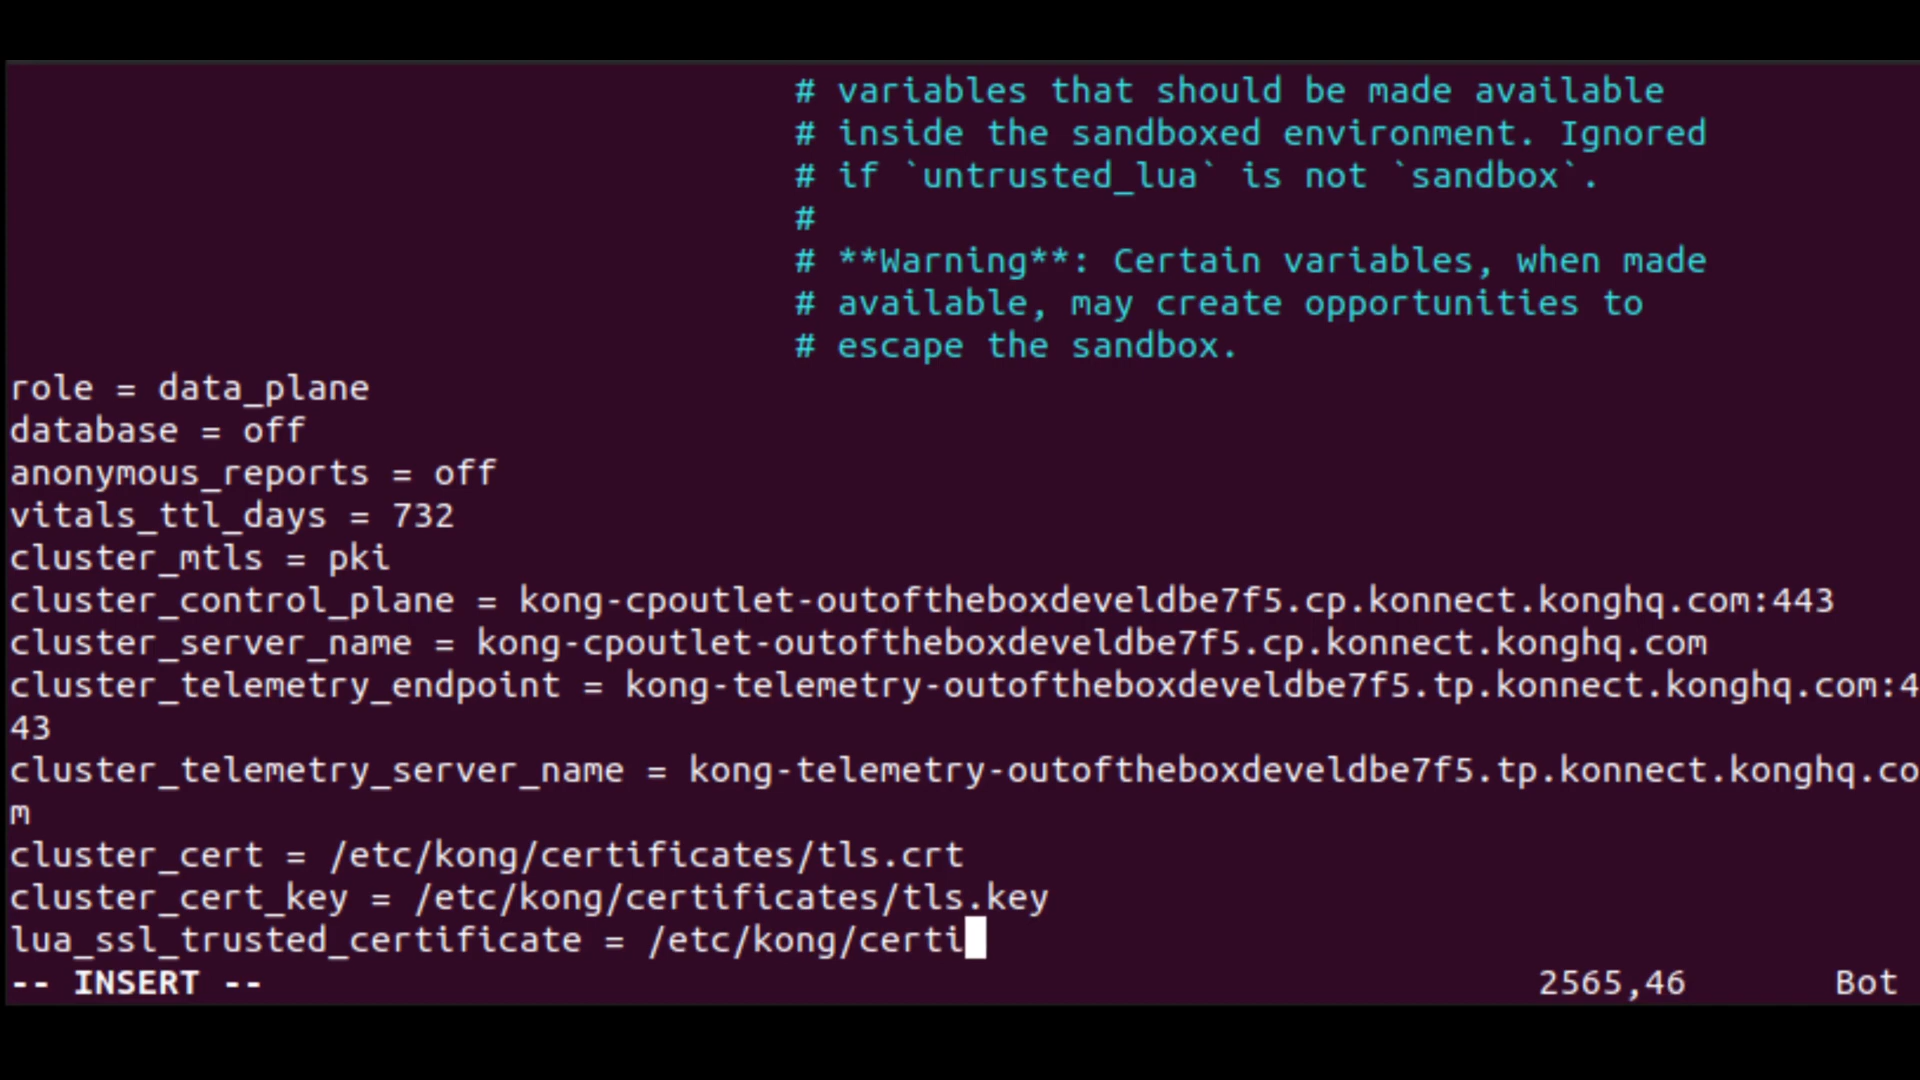 # variables that should be made available
# inside the sandboxed environment. Ignored
# if `untrusted_lua` is not `sandbox`.
#
# **Warning**: Certain variables, when made
# available, may create opportunities to
# escape the sandbox.
role = data_plane
database = off
anonymous_reports = off
vitals_ttl_days = 732
cluster_mtls = pki
cluster_control_plane = kong-cpoutlet-outoftheboxdeveldbe7f5.cp.konnect.konghq.com:443
cluster_server_name = kong-cpoutlet-outoftheboxdeveldbe7f5.cp.konnect.konghq.com
cluster_telemetry_endpoint = kong-telemetry-outoftheboxdeveldbe7f5.tp.konnect.konghq.com:4
43
cluster_telemetry_server_name = kong-telemetry-outoftheboxdeveldbe7f5.tp.konnect.konghq.co
m
cluster_cert = /etc/kong/certificates/tls.crt
cluster_cert_key = /etc/kong/certificates/tls.key
lua_ssl_trusted_certificate = /etc/kong/certi
-- INSERT -- 2565,46 Bot